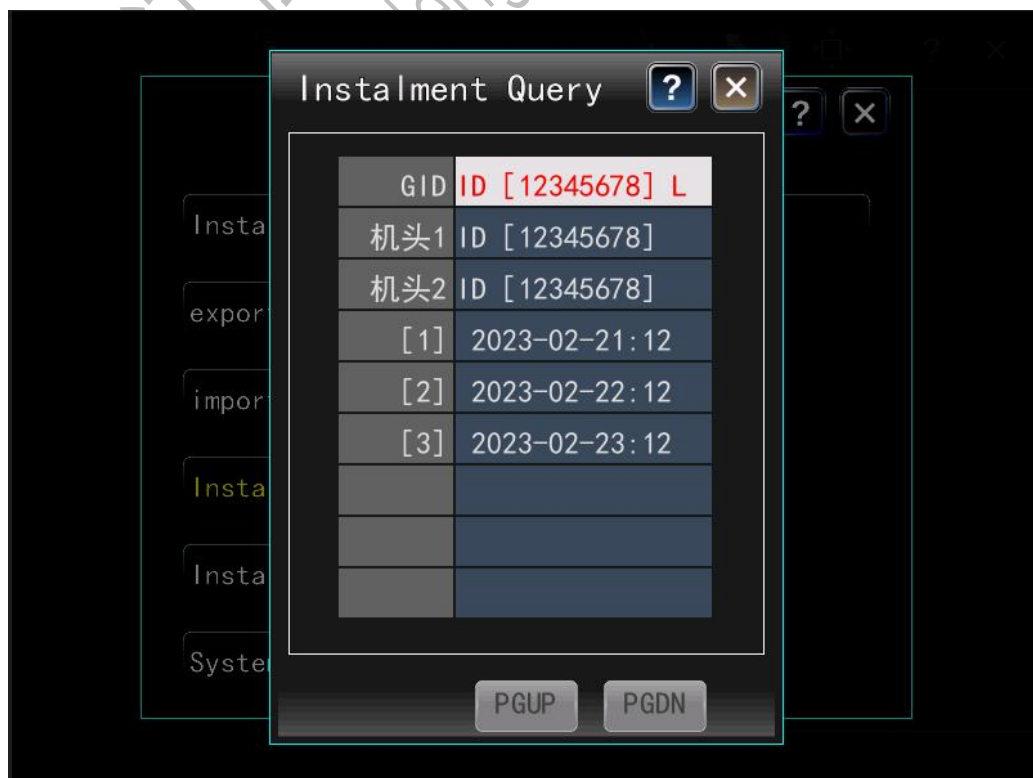 Instalment Query ? ×
? ×
GID ID [12345678] L
机头1 ID [12345678]
机头2 ID [12345678]
[1] 2023-02-21:12
[2] 2023-02-22:12
[3] 2023-02-23:12
Insta
expor
impor
Insta
Insta
Syste
PGUP PGDN